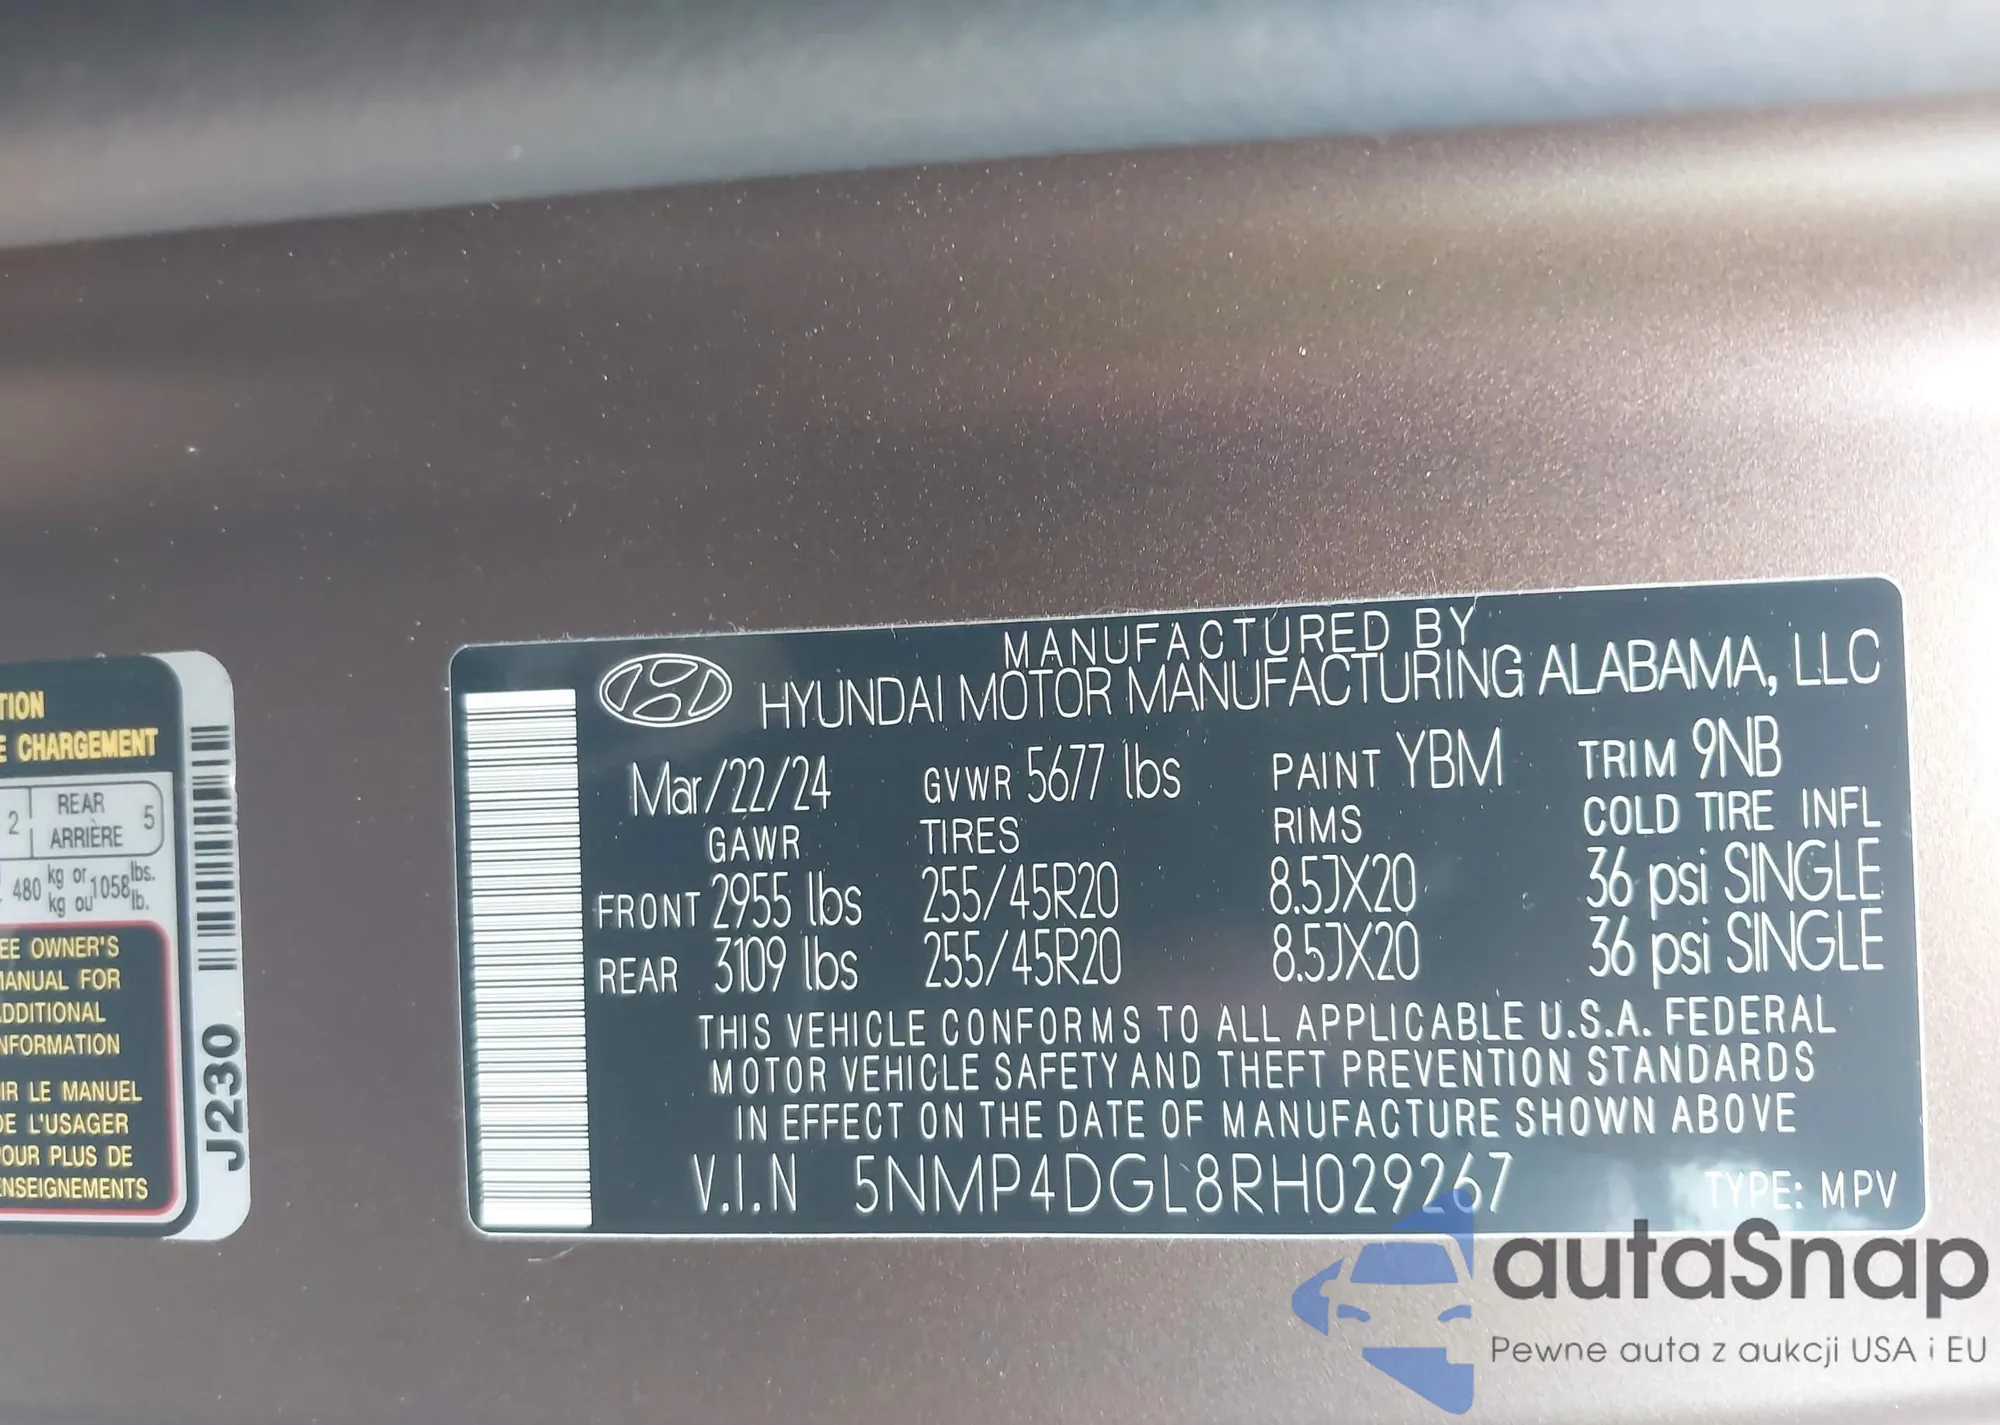 TION
E CHARGEMENT
2 REAR
ARRIÈRE 5
480 kg or 1058 lbs.
kg ou lb.
EE OWNER'S
MANUAL FOR
ADDITIONAL
INFORMATION
IR LE MANUEL
DE L'USAGER
POUR PLUS DE
ENSEIGNEMENTS
J230
MANUFACTURED BY
HYUNDAI MOTOR MANUFACTURING ALABAMA, LLC
Mar/22/24 GVWR 5677 lbs PAINT YBM TRIM 9NB
GAWR TIRES RIMS COLD TIRE INFL
FRONT 2955 lbs 255/45R20 8.5JX20 36 psi SINGLE
REAR 3109 lbs 255/45R20 8.5JX20 36 psi SINGLE
THIS VEHICLE CONFORMS TO ALL APPLICABLE U.S.A. FEDERAL
MOTOR VEHICLE SAFETY AND THEFT PREVENTION STANDARDS
IN EFFECT ON THE DATE OF MANUFACTURE SHOWN ABOVE
V.I.N 5NMP4DGL8RH029267 TYPE: MPV
autaSnap
Pewne auta z aukcji USA i EU